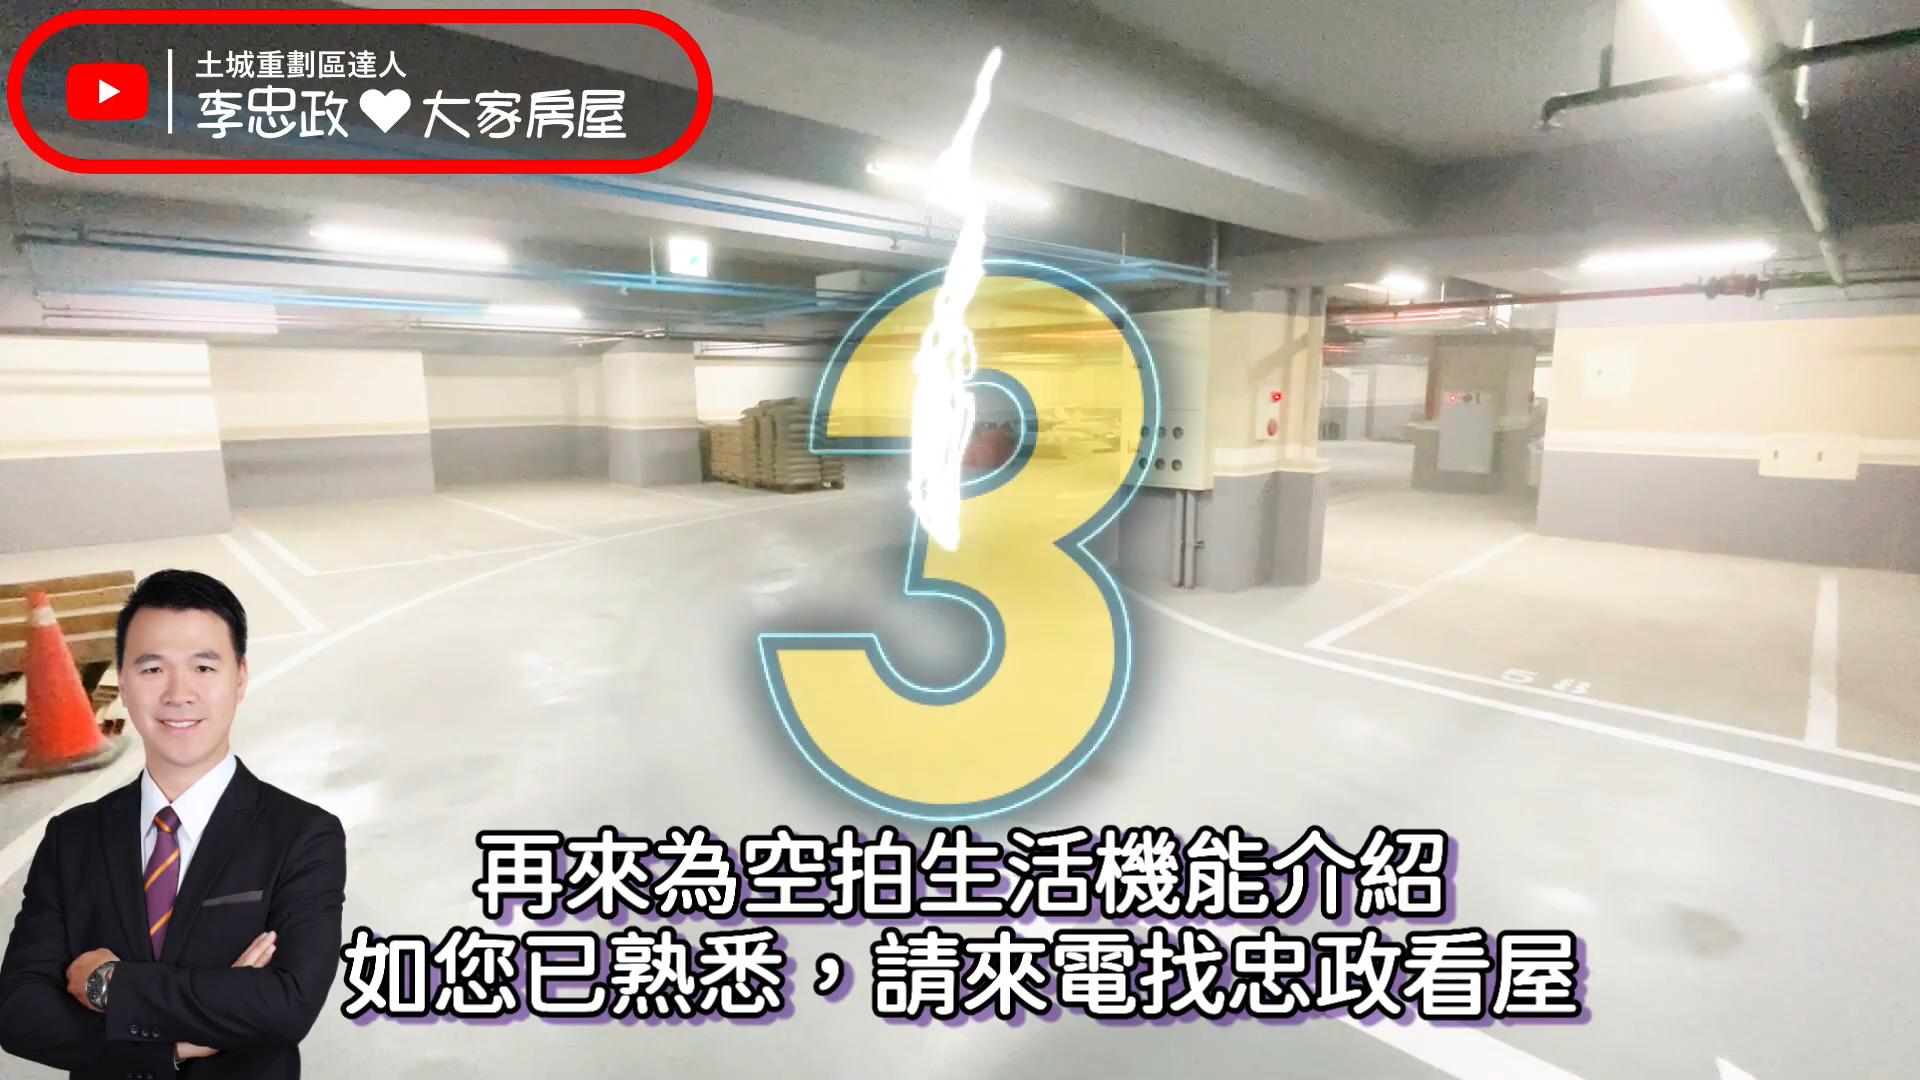 土城重劃區達人
李忠政♥大家房屋
3
58
再來為空拍生活機能介紹
如您已熟悉，請來電找忠政看屋